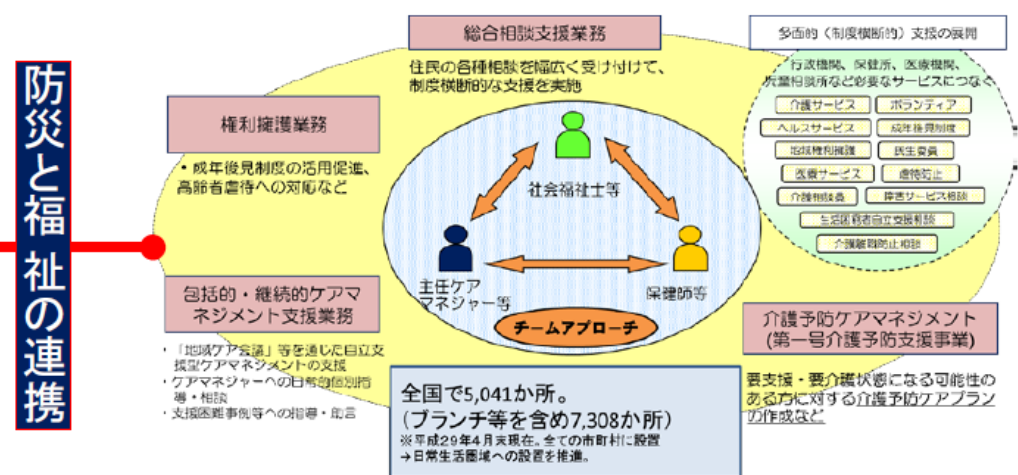 防災と福祉の連携
総合相談支援業務
住民の各種相談を幅広く受け付けて、
制度横断的な支援を実施
多面的（制度横断的）支援の展開
行政機関、保健所、医療機関、
児童相談所など必要なサービスにつなぐ
介護サービス
ボランティア
ヘルスサービス
成年後見制度
地域権利擁護
民生委員
医療サービス
虐待防止
介護相談員
障害サービス相談
生活困窮者自立支援相談
介護離職防止相談
権利擁護業務
・成年後見制度の活用促進、
高齢者虐待への対応など
社会福祉士等
主任ケア
マネジャー等
保健師等
チームアプローチ
包括的・継続的ケアマ
ネジメント支援業務
・「地域ケア会議」等を通じた自立支
援型ケアマネジメントの支援
・ケアマネジャーへの日常的個別指
導・相談
・支援困難事例等への指導・助言
介護予防ケアマネジメント
(第一号介護予防支援事業)
要支援・要介護状態になる可能性の
ある方に対する介護予防ケアプラン
の作成など
全国で5,041か所。
(ブランチ等を含め7,308か所)
※平成29年4月末現在。全ての市町村に設置
→日常生活圏域への設置を推進。